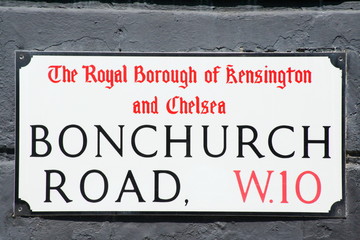 The Royal Borough of Kensington
and Chelsea
BONCHURCH
ROAD, W.10